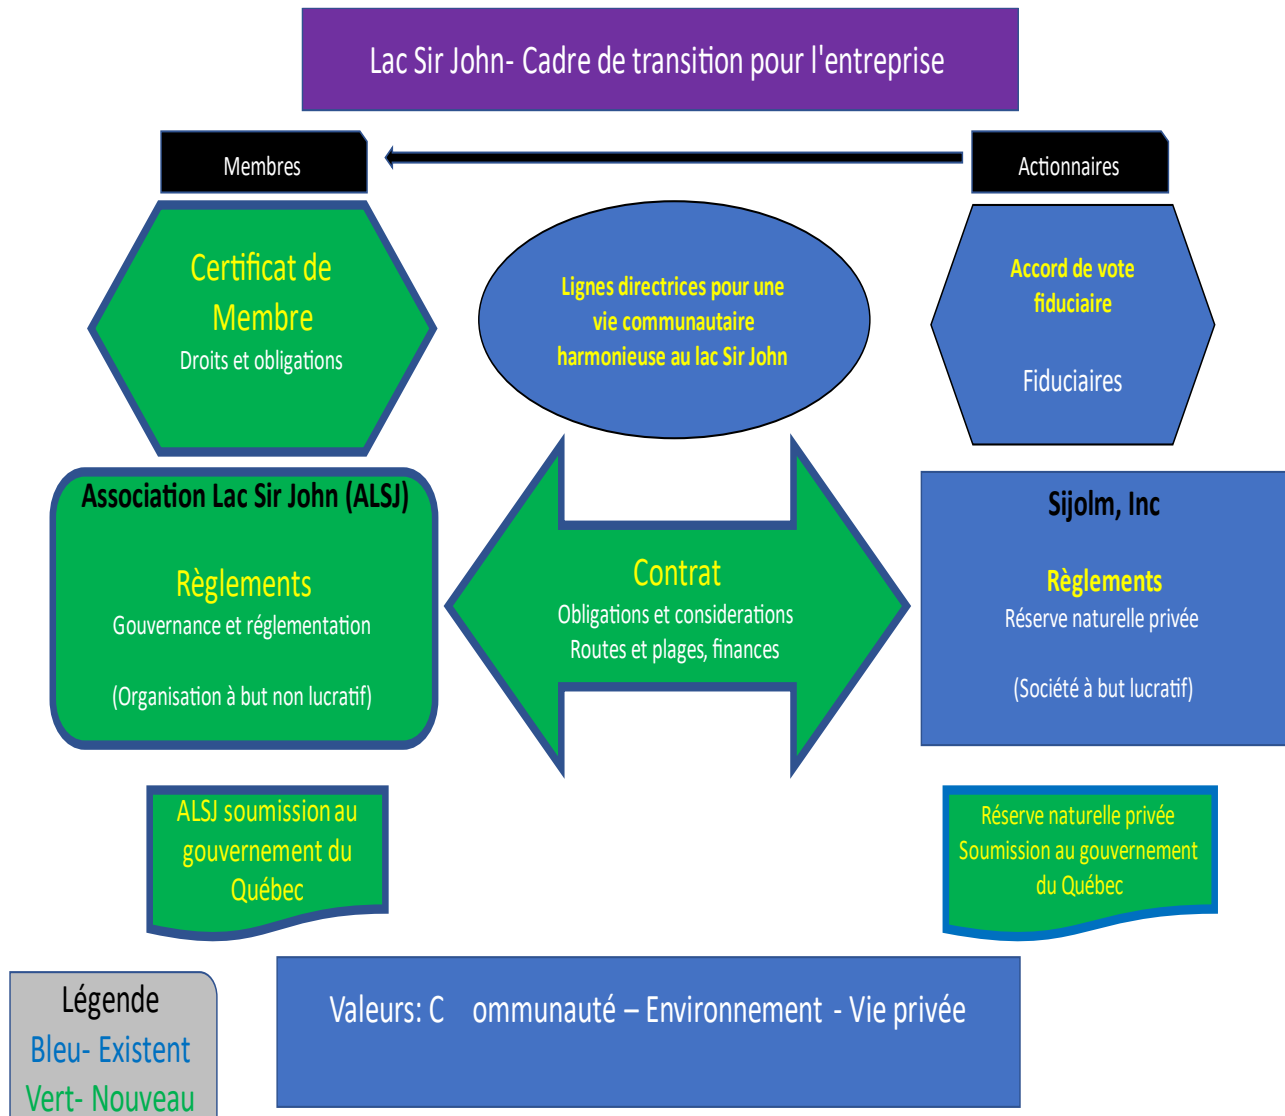 Lac Sir John- Cadre de transition pour l'entreprise
Membres
Actionnaires
Certificat de
Membre
Droits et obligations
Lignes directrices pour une
vie communautaire
harmonieuse au lac Sir John
Accord de vote
fiduciaire
Fiduciaires
Association Lac Sir John (ALSJ)
Règlements
Gouvernance et réglementation
(Organisation à but non lucratif)
Contrat
Obligations et considerations
Routes et plages, finances
Sijolm, Inc
Règlements
Réserve naturelle privée
(Société à but lucratif)
ALSJ soumission au
gouvernement du
Québec
Réserve naturelle privée
Soumission au gouvernement
du Québec
Valeurs: C ommunauté – Environnement - Vie privée
Légende
Bleu- Existent
Vert- Nouveau